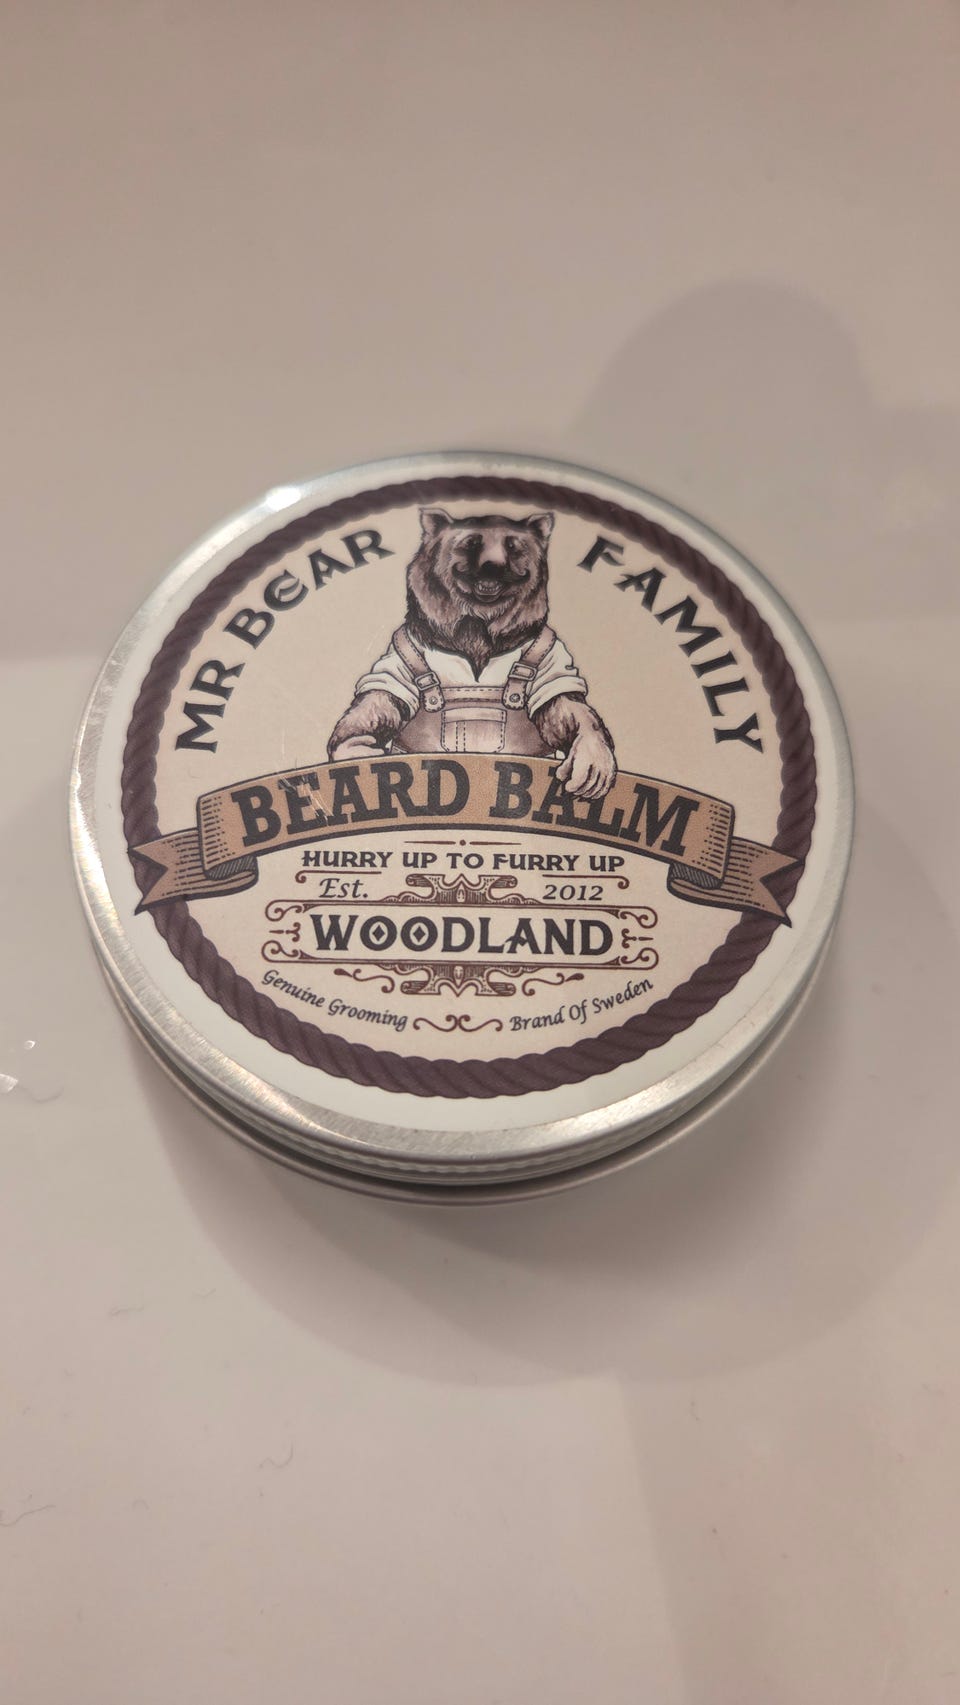 MR BEAR FAMILY
BEARD BALM
HURRY UP TO FURRY UP
Est. 2012
WOODLAND
Genuine Grooming Brand Of Sweden